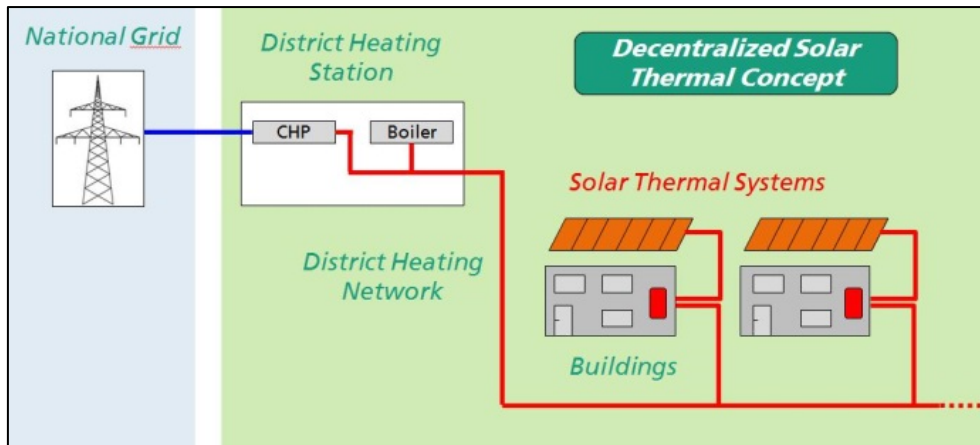 National Grid
District Heating
Station
Decentralized Solar
Thermal Concept
CHP
Boiler
Solar Thermal Systems
District Heating
Network
Buildings